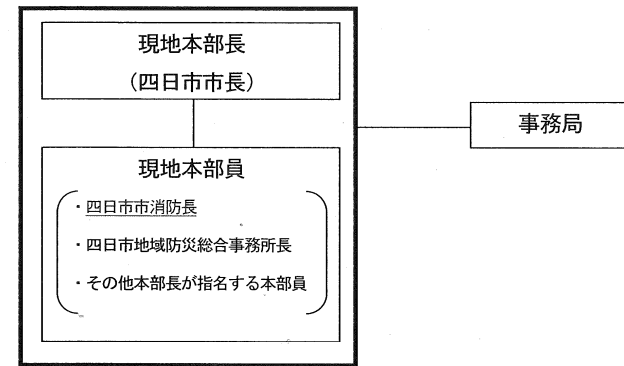 現地本部長
（四日市市長）
事務局
現地本部員
・四日市市消防長
・四日市地域防災総合事務所長
・その他本部長が指名する本部員